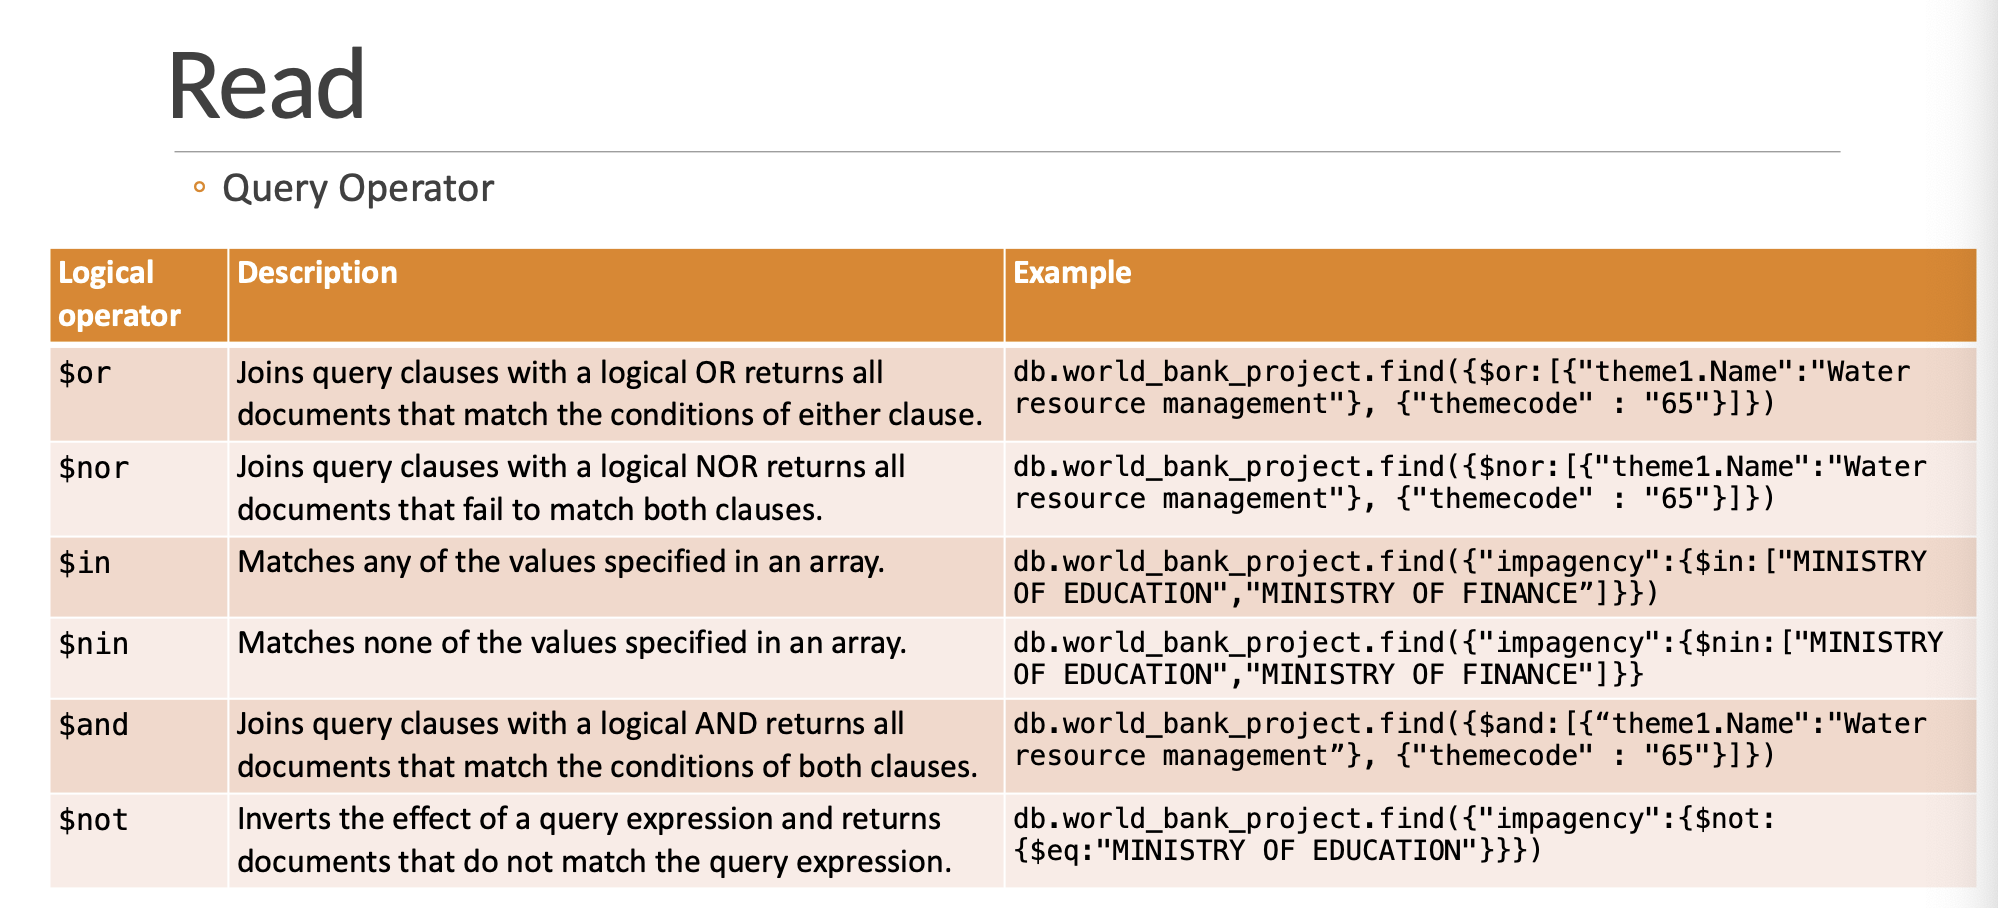 Read
Query Operator
Logical
operator
Description
Example
$or
Joins query clauses with a logical OR returns all
documents that match the conditions of either clause.
db.world_bank_project.find({$or:[{"theme1.Name":"Water
resource management"}, {"themecode" : "65"}]})
$nor
Joins query clauses with a logical NOR returns all
documents that fail to match both clauses.
db.world_bank_project.find({$nor:[{"theme1.Name":"Water
resource management"}, {"themecode" : "65"}]})
$in
Matches any of the values specified in an array.
db.world_bank_project.find({"impagency":{$in:["MINISTRY
OF EDUCATION","MINISTRY OF FINANCE”]}})
$nin
Matches none of the values specified in an array.
db.world_bank_project.find({"impagency":{$nin:["MINISTRY
OF EDUCATION","MINISTRY OF FINANCE"]}}
$and
Joins query clauses with a logical AND returns all
documents that match the conditions of both clauses.
db.world_bank_project.find({$and:[{“theme1.Name":"Water
resource management”}, {"themecode" : "65"}]})
$not
Inverts the effect of a query expression and returns
documents that do not match the query expression.
db.world_bank_project.find({"impagency":{$not:
{$eq:"MINISTRY OF EDUCATION"}}})